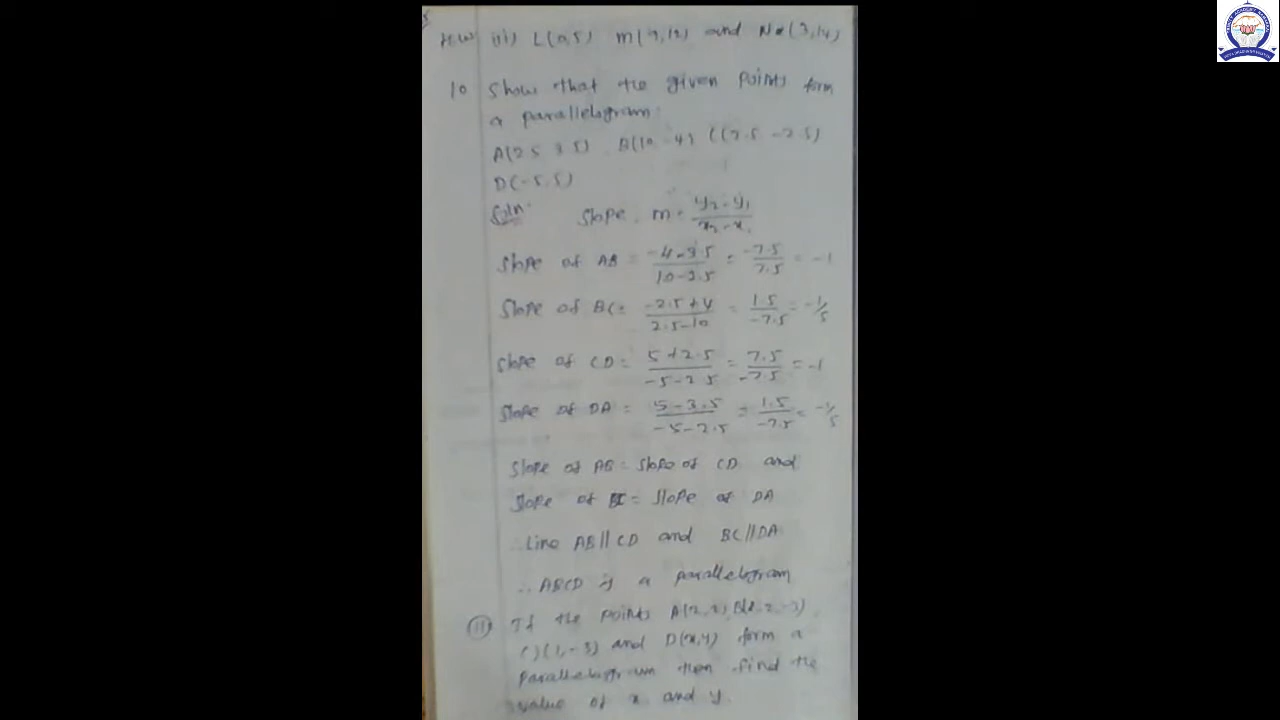 H.W iii) L(0,5) M(9,12) and N(3,14)
10 Show that the given points form
a parallelogram.
A(2.5 3.5) B(10 -4) C(2.5 -2.5)
D(-5,5)
Soln. Slope m = y₂-y₁/x₂-x₁
Slope of AB = -4-3.5/10-2.5 = -7.5/7.5 = -1
Slope of BC = -2.5+4/2.5-10 = 1.5/-7.5 = -1/5
Slope of CD = 5+2.5/-5-2.5 = 7.5/-7.5 = -1
Slope of DA = 5-3.5/-5-2.5 = 1.5/-7.5 = -1/5
Slope of AB = Slope of CD and
Slope of BC = Slope of DA
∴ Line AB∥CD and BC∥DA
∴ ABCD is a parallelogram
11 If the points A(2,2), B(-2,-3)
C(1,-3) and D(x,y) form a
parallelogram then find the
value of x and y.